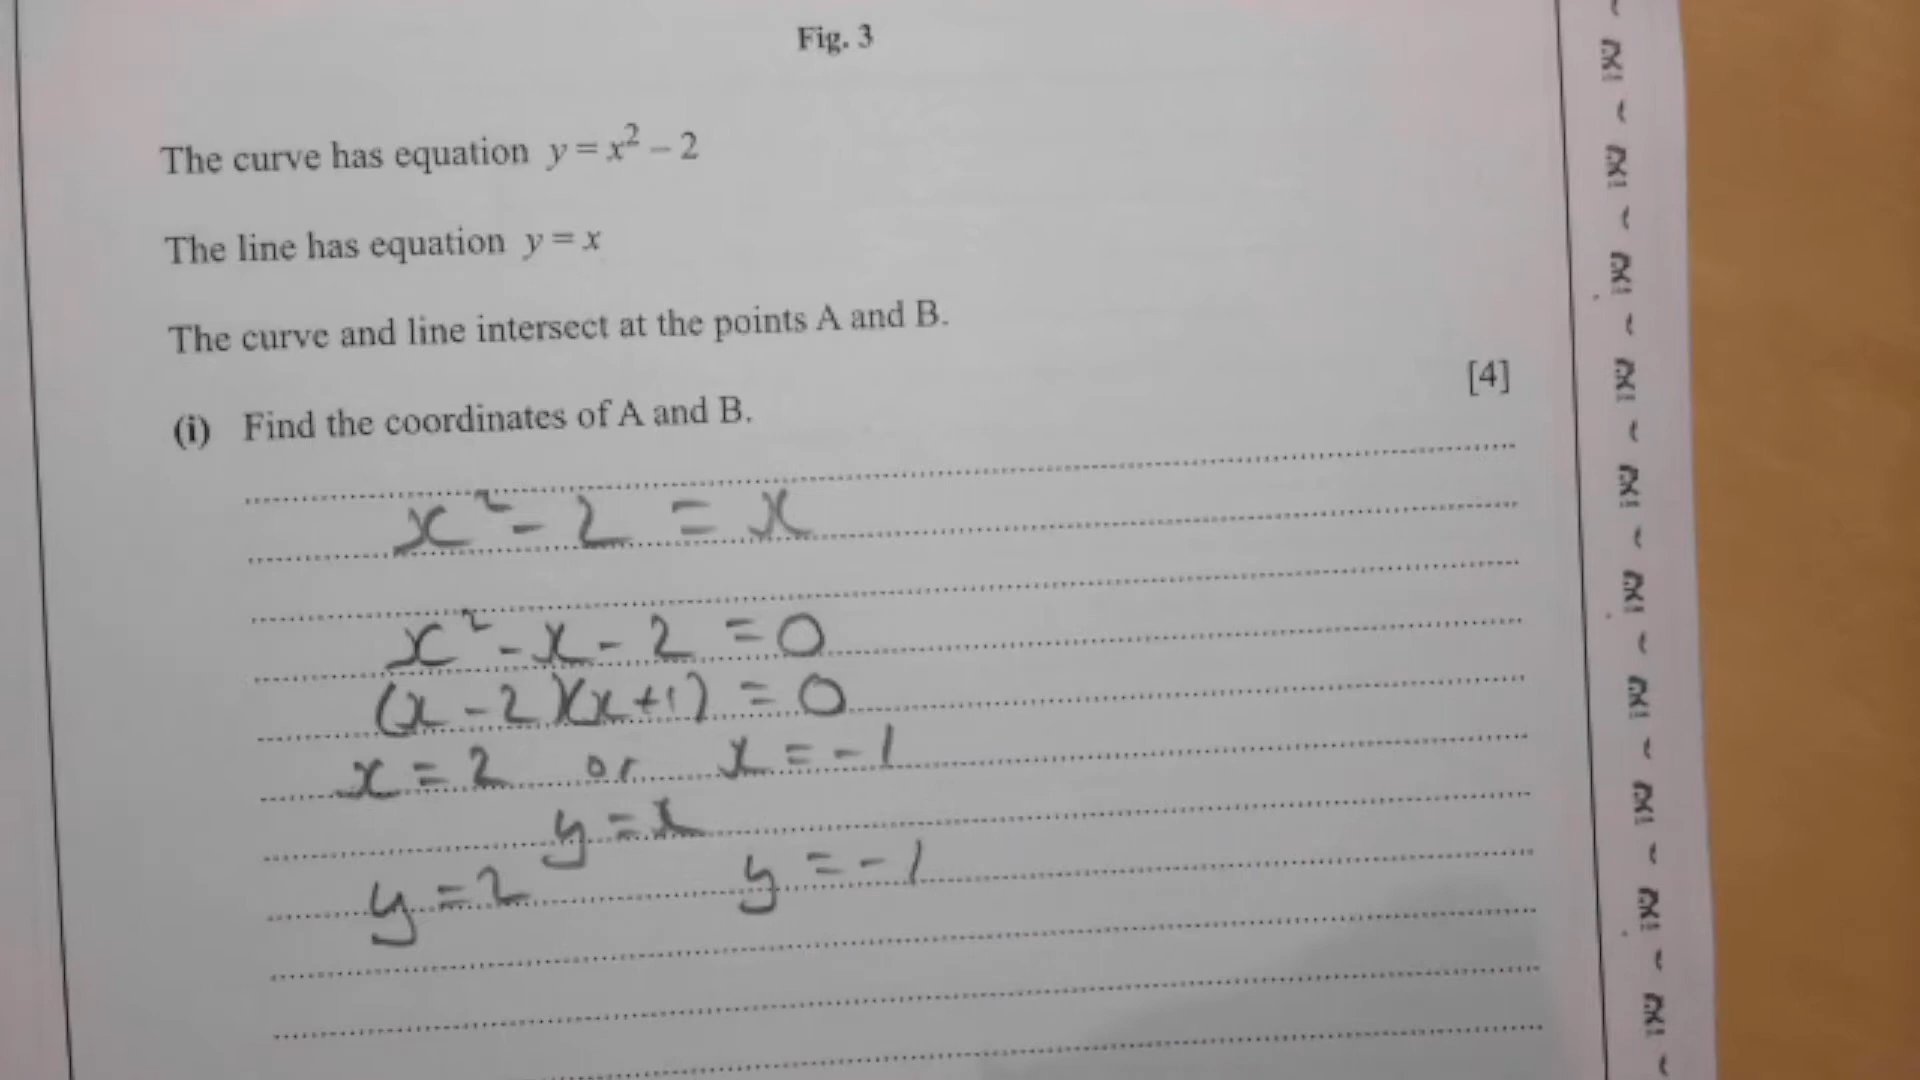 Fig. 3
The curve has equation y = x² − 2
The line has equation y = x
The curve and line intersect at the points A and B.
[4]
(i) Find the coordinates of A and B.
x² - 2 = x
x² - x - 2 = 0
(x - 2)(x + 1) = 0
x = 2 or x = -1
y = x
y = 2 y = -1